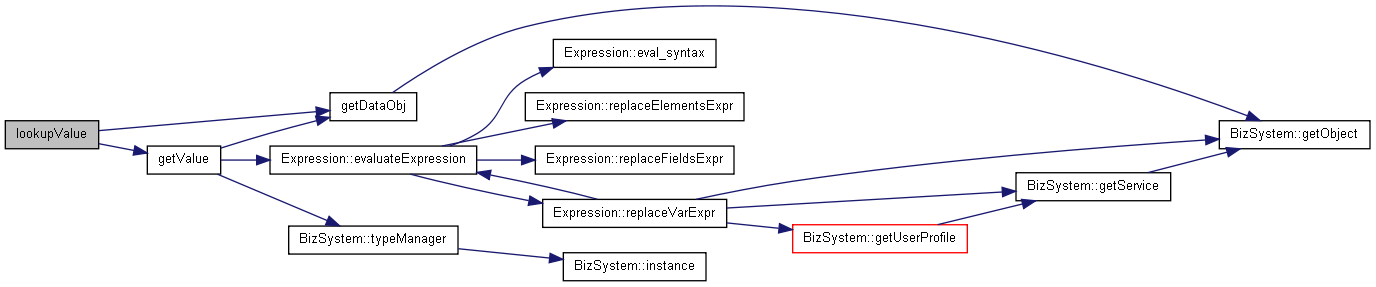 lookupValue
getDataObj
getValue
Expression::eval_syntax
Expression::replaceElementsExpr
Expression::evaluateExpression
Expression::replaceFieldsExpr
Expression::replaceVarExpr
BizSystem::typeManager
BizSystem::instance
BizSystem::getObject
BizSystem::getService
BizSystem::getUserProfile